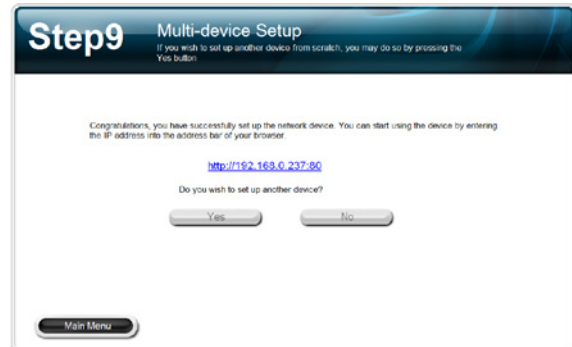 Step9
Multi-device Setup
If you wish to set up another device from scratch, you may do so by pressing the
Yes button
Congratulations, you have successfully set up the network device. You can start using the device by entering
the IP address into the address bar of your browser.
http://192.168.0.237:80
Do you wish to set up another device?
Yes
No
Main Menu